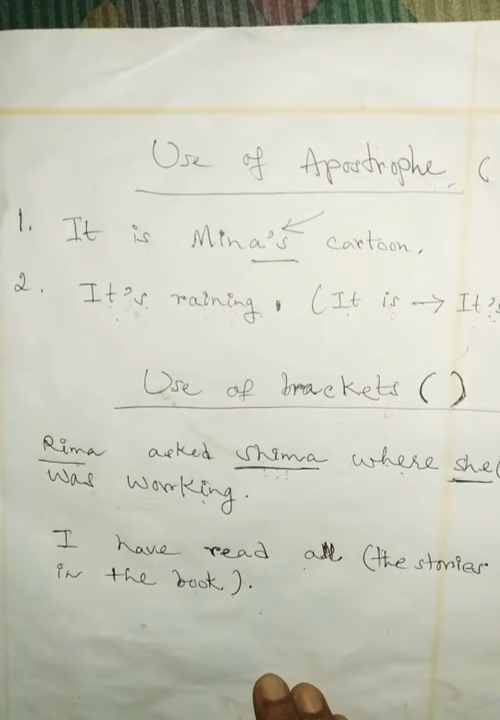 Use of Apostrophe (
1. It is Mina's cartoon.
2. It's raining. (It is → It's
Use of brackets ()
Rima asked Shima where she(
was working.
I have read all (the stories
in the book).